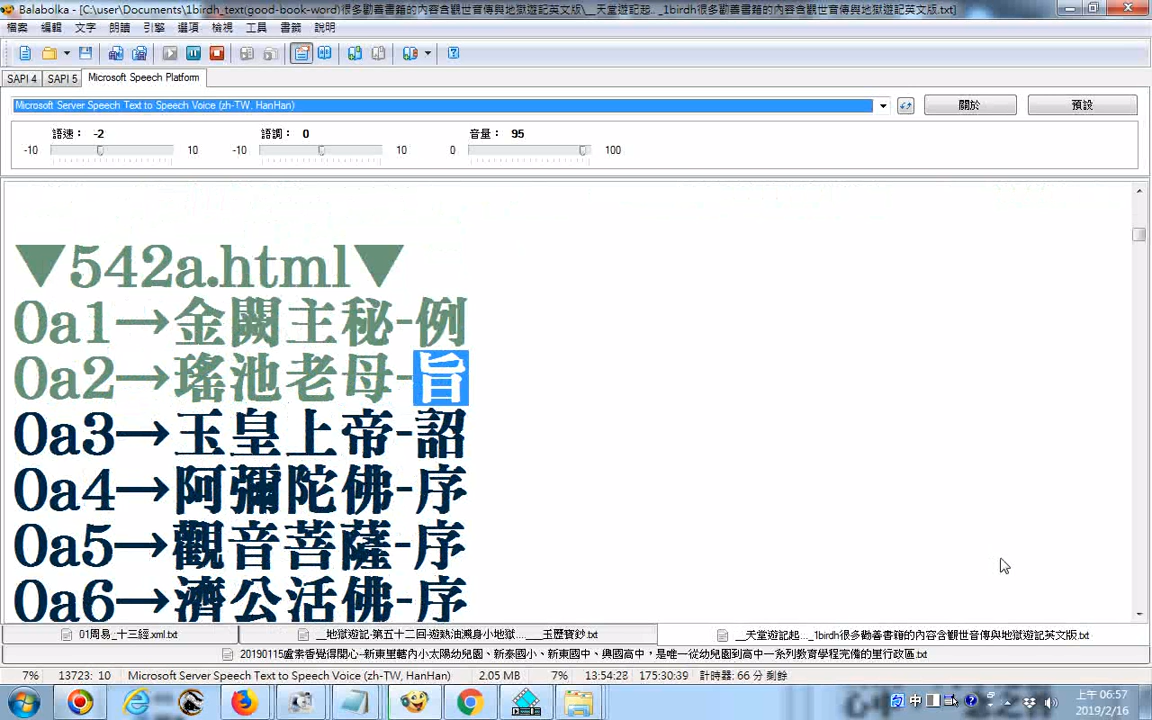 Balabolka - [C:\user\Documents\1birdh_text(good-book-word)很多勸善書籍的內容含觀世音傳與地獄遊記英文版\__天堂遊記起.._1birdh很多勸善書籍的內容含觀世音傳與地獄遊記英文版.txt]
檔案 編輯 文字 朗讀 引擎 選項 檢視 工具 書籤 說明
SAPI 4 SAPI 5 Microsoft Speech Platform
Microsoft Server Speech Text to Speech Voice (zh-TW, HanHan) 關於 預設
語速： -2 語調： 0 音量： 95
-10 10 -10 10 0 100
▼542a.html▼
0a1→金闕主秘-例
0a2→瑤池老母-旨
0a3→玉皇上帝-詔
0a4→阿彌陀佛-序
0a5→觀音菩薩-序
0a6→濟公活佛-序
01周易_十三經.xml.txt __地獄遊記-第五十二回-遊熱油濺身小地獄...____玉歷寶鈔.txt __天堂遊記起..._1birdh很多勸善書籍的內容含觀世音傳與地獄遊記英文版.txt
20190115盧素香覺得開心-新東里轄內小太陽幼兒園、新泰國小、新東國中、興國高中，是唯一從幼兒園到高中一系列教育學程完備的里行政區.txt
7% 13723: 10 Microsoft Server Speech Text to Speech Voice (zh-TW, HanHan) 2.05 MB 7% 13:54:28 175:30:39 計時器: 66 分 剩餘
中 上午 06:57
2019/2/16